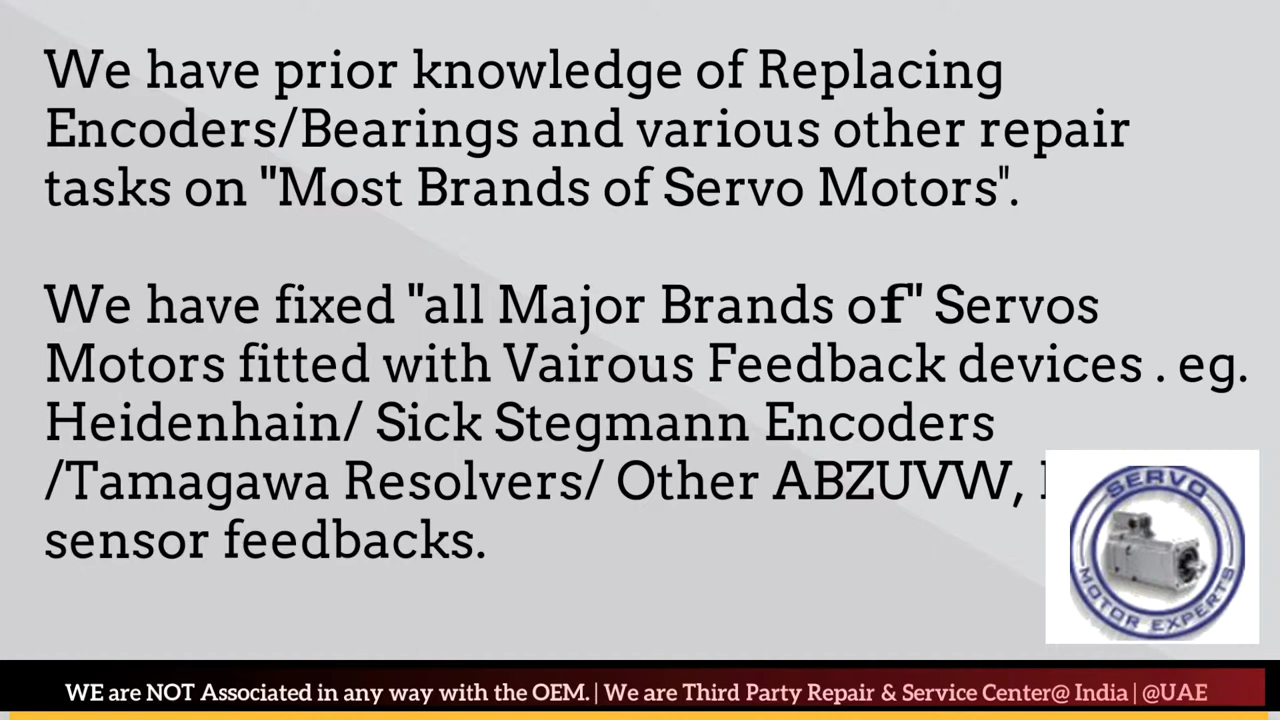 We have prior knowledge of Replacing
Encoders/Bearings and various other repair
tasks on "Most Brands of Servo Motors".
We have fixed "all Major Brands of" Servos
Motors fitted with Vairous Feedback devices . eg.
Heidenhain/ Sick Stegmann Encoders
/Tamagawa Resolvers/ Other ABZUVW,
sensor feedbacks.
SERVO
MOTOR EXPERTS
WE are NOT Associated in any way with the OEM. | We are Third Party Repair & Service Center@ India | @UAE